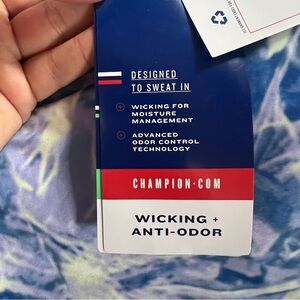 DESIGNED
TO SWEAT IN
WICKING FOR
MOISTURE
MANAGEMENT
ADVANCED
ODOR CONTROL
TECHNOLOGY
CHAMPION·COM
WICKING +
ANTI-ODOR